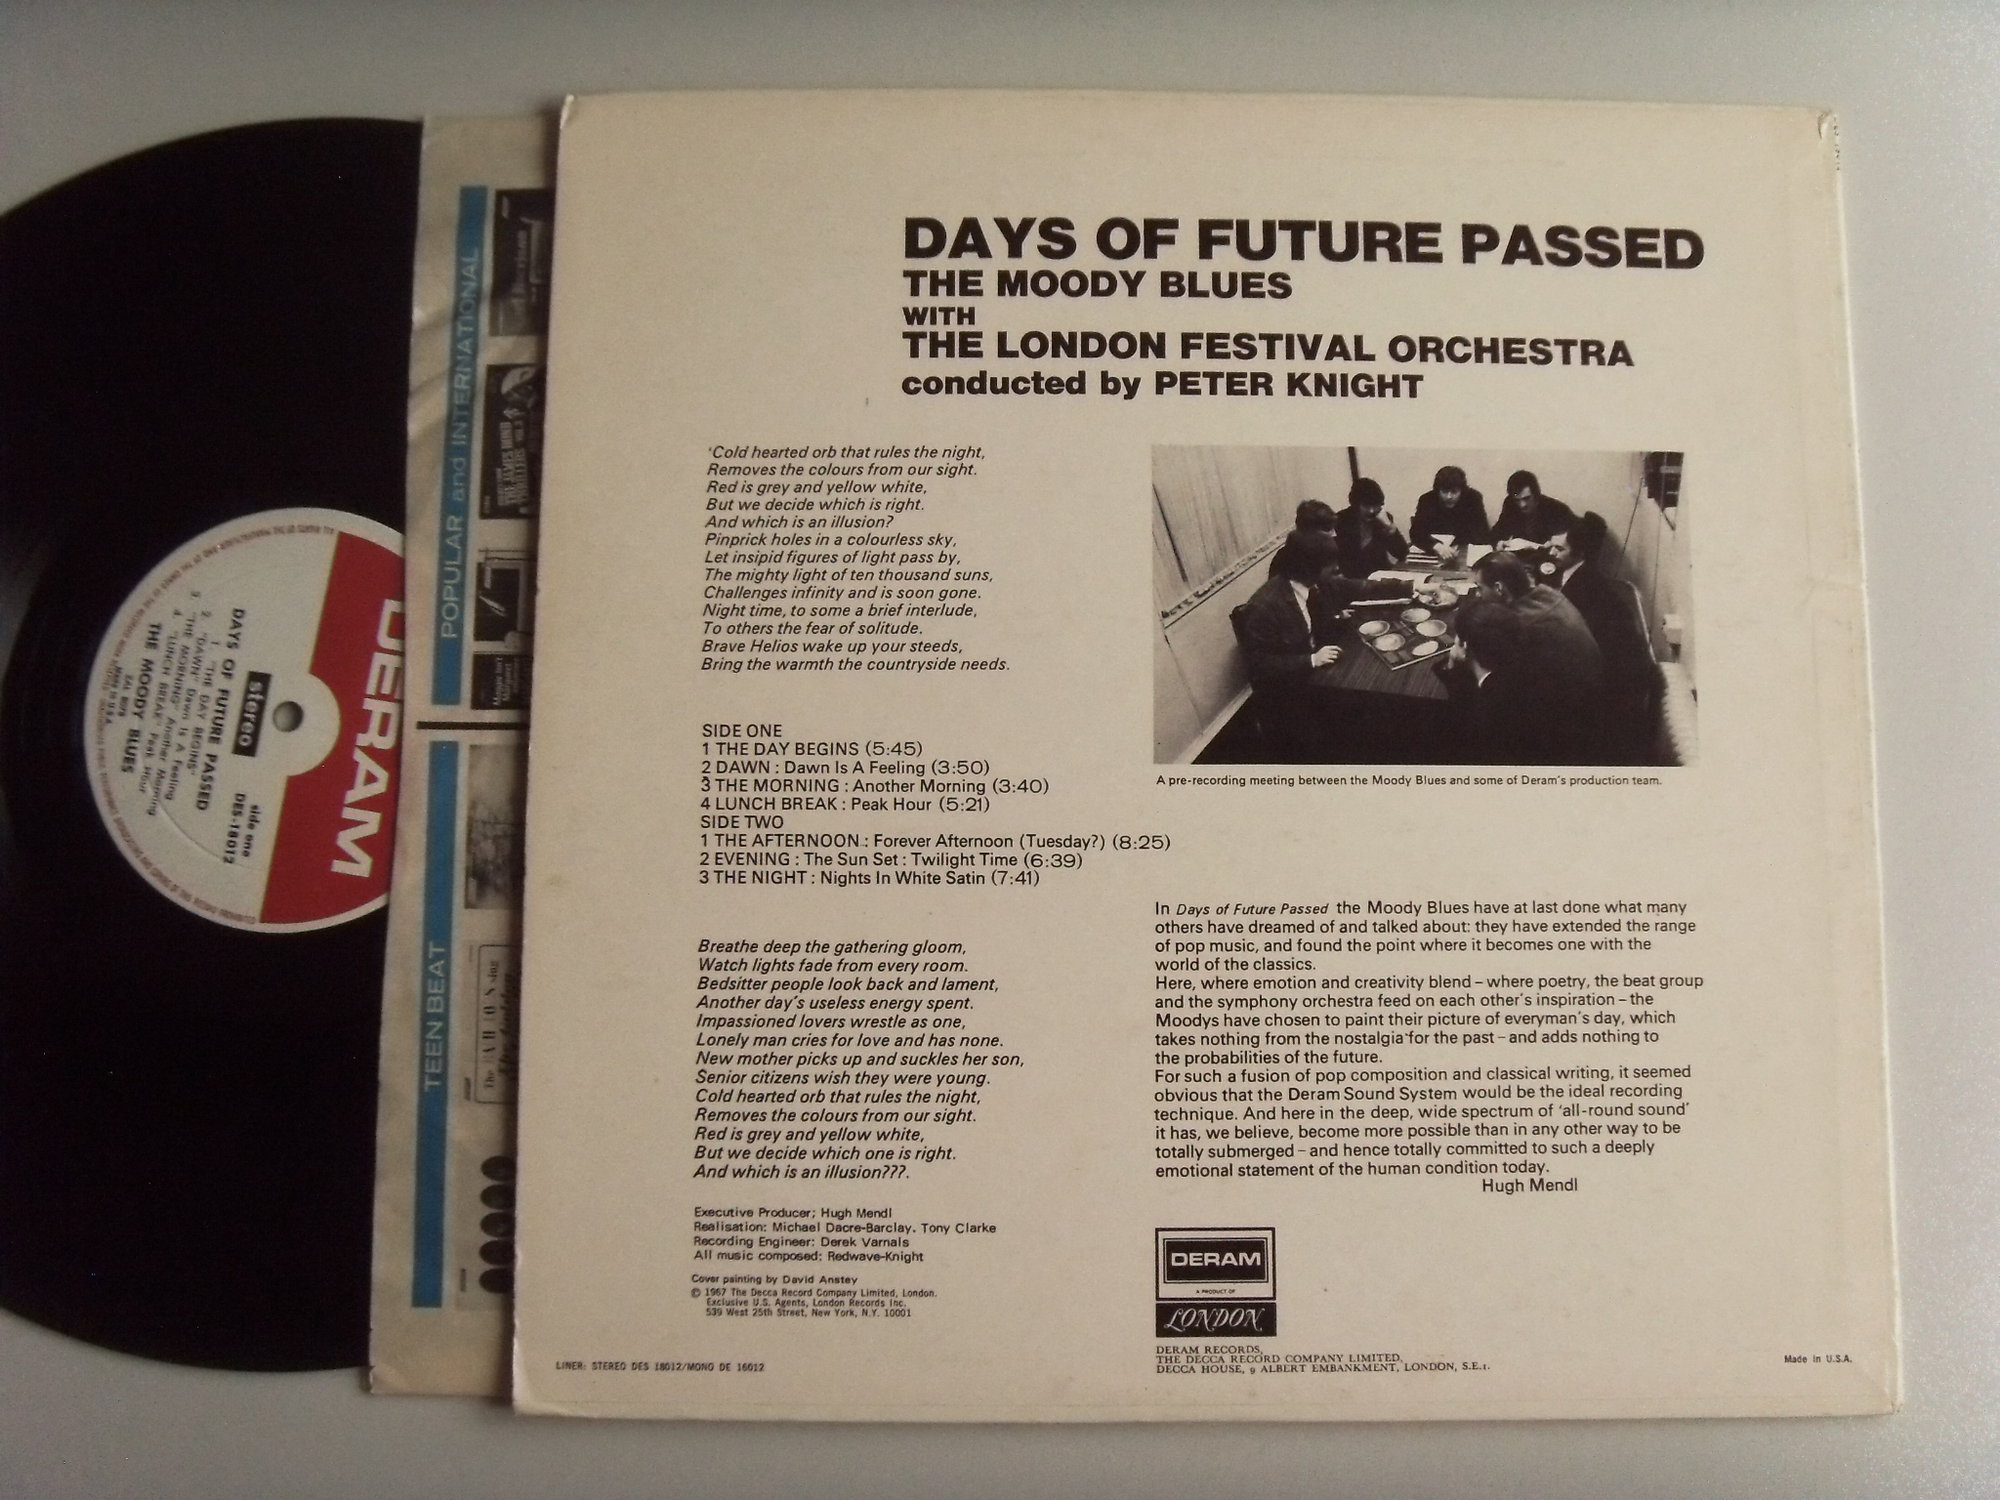 DAYS OF FUTURE PASSED
THE MOODY BLUES
WITH
THE LONDON FESTIVAL ORCHESTRA
conducted by PETER KNIGHT
'Cold hearted orb that rules the night,
Removes the colours from our sight.
Red is grey and yellow white,
But we decide which is right.
And which is an illusion?
Pinprick holes in a colourless sky,
Let insipid figures of light pass by,
The mighty light of ten thousand suns,
Challenges infinity and is soon gone.
Night time, to some a brief interlude,
To others the fear of solitude.
Brave Helios wake up your steeds,
Bring the warmth the countryside needs.
SIDE ONE
1 THE DAY BEGINS (5:45)
2 DAWN : Dawn Is A Feeling (3:50)
3 THE MORNING : Another Morning (3:40)
4 LUNCH BREAK : Peak Hour (5:21)
SIDE TWO
1 THE AFTERNOON : Forever Afternoon (Tuesday?) (8:25)
2 EVENING : The Sun Set : Twilight Time (6:39)
3 THE NIGHT : Nights In White Satin (7:41)
Breathe deep the gathering gloom,
Watch lights fade from every room.
Bedsitter people look back and lament,
Another day's useless energy spent.
Impassioned lovers wrestle as one,
Lonely man cries for love and has none.
New mother picks up and suckles her son,
Senior citizens wish they were young.
Cold hearted orb that rules the night,
Removes the colours from our sight.
Red is grey and yellow white,
But we decide which one is right.
And which is an illusion???.
Executive Producer; Hugh Mendl
Realisation: Michael Dacre-Barclay. Tony Clarke
Recording Engineer: Derek Varnals
All music composed: Redwave-Knight
Cover painting by David Anstey
© 1967 The Decca Record Company Limited, London.
Exclusive U.S. Agents, London Records Inc.
539 West 25th Street, New York, N.Y. 10001
LINER: STEREO DES 18012/MONO DE 16012
A pre-recording meeting between the Moody Blues and some of Deram's production team.
In Days of Future Passed the Moody Blues have at last done what many
others have dreamed of and talked about: they have extended the range
of pop music, and found the point where it becomes one with the
world of the classics.
Here, where emotion and creativity blend – where poetry, the beat group
and the symphony orchestra feed on each other's inspiration – the
Moodys have chosen to paint their picture of everyman's day, which
takes nothing from the nostalgia for the past – and adds nothing to
the probabilities of the future.
For such a fusion of pop composition and classical writing, it seemed
obvious that the Deram Sound System would be the ideal recording
technique. And here in the deep, wide spectrum of 'all-round sound'
it has, we believe, become more possible than in any other way to be
totally submerged – and hence totally committed to such a deeply
emotional statement of the human condition today.
Hugh Mendl
DERAM
A PRODUCT OF
LONDON
DERAM RECORDS,
THE DECCA RECORD COMPANY LIMITED,
DECCA HOUSE, 9 ALBERT EMBANKMENT, LONDON, S.E.1.
Made in U.S.A.
POPULAR and INTERNATIONAL
TEEN BEAT
DERAM
stereo
side one
DES-18012
DAYS OF FUTURE PASSED
1. "THE DAY BEGINS"
2. "DAWN" Dawn Is A Feeling
3. "THE MORNING" Another Morning
4. "LUNCH BREAK" Peak Hour
THE MOODY BLUES
MADE IN U.S.A.